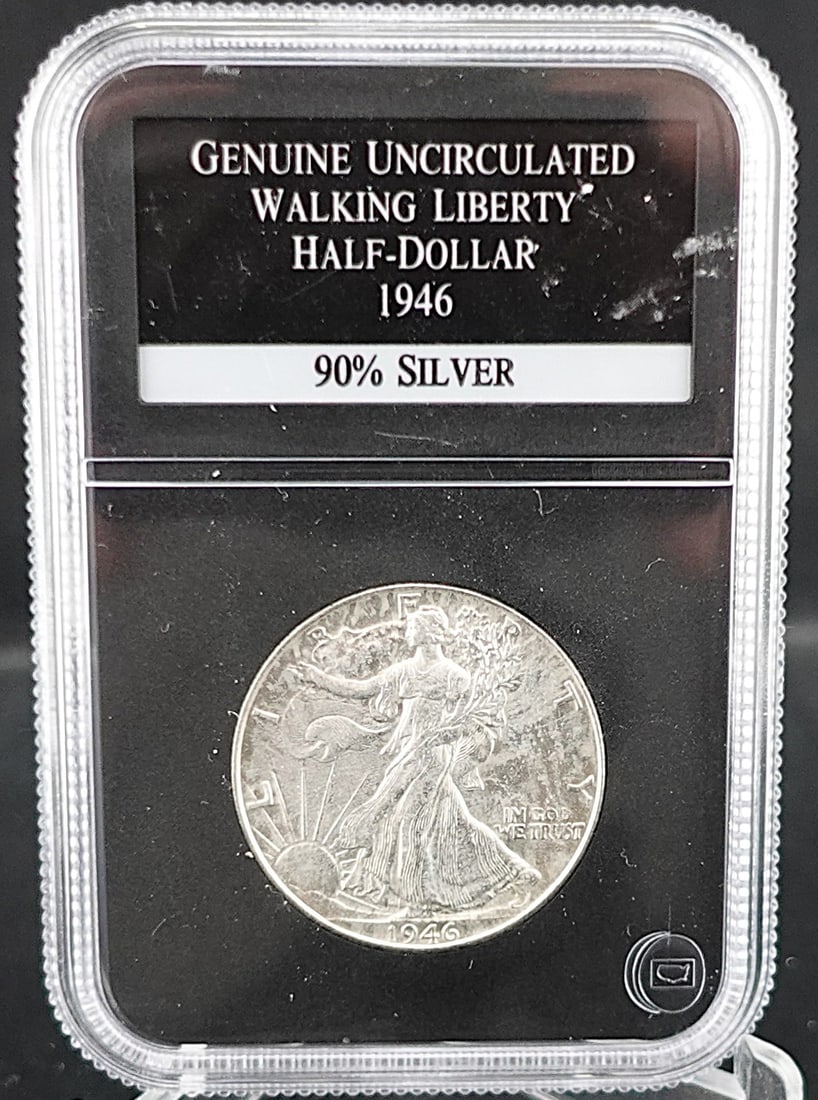 GENUINE UNCIRCULATED
WALKING LIBERTY
HALF-DOLLAR
1946
90% SILVER
LIBERTY
IN GOD
WE TRUST
1946